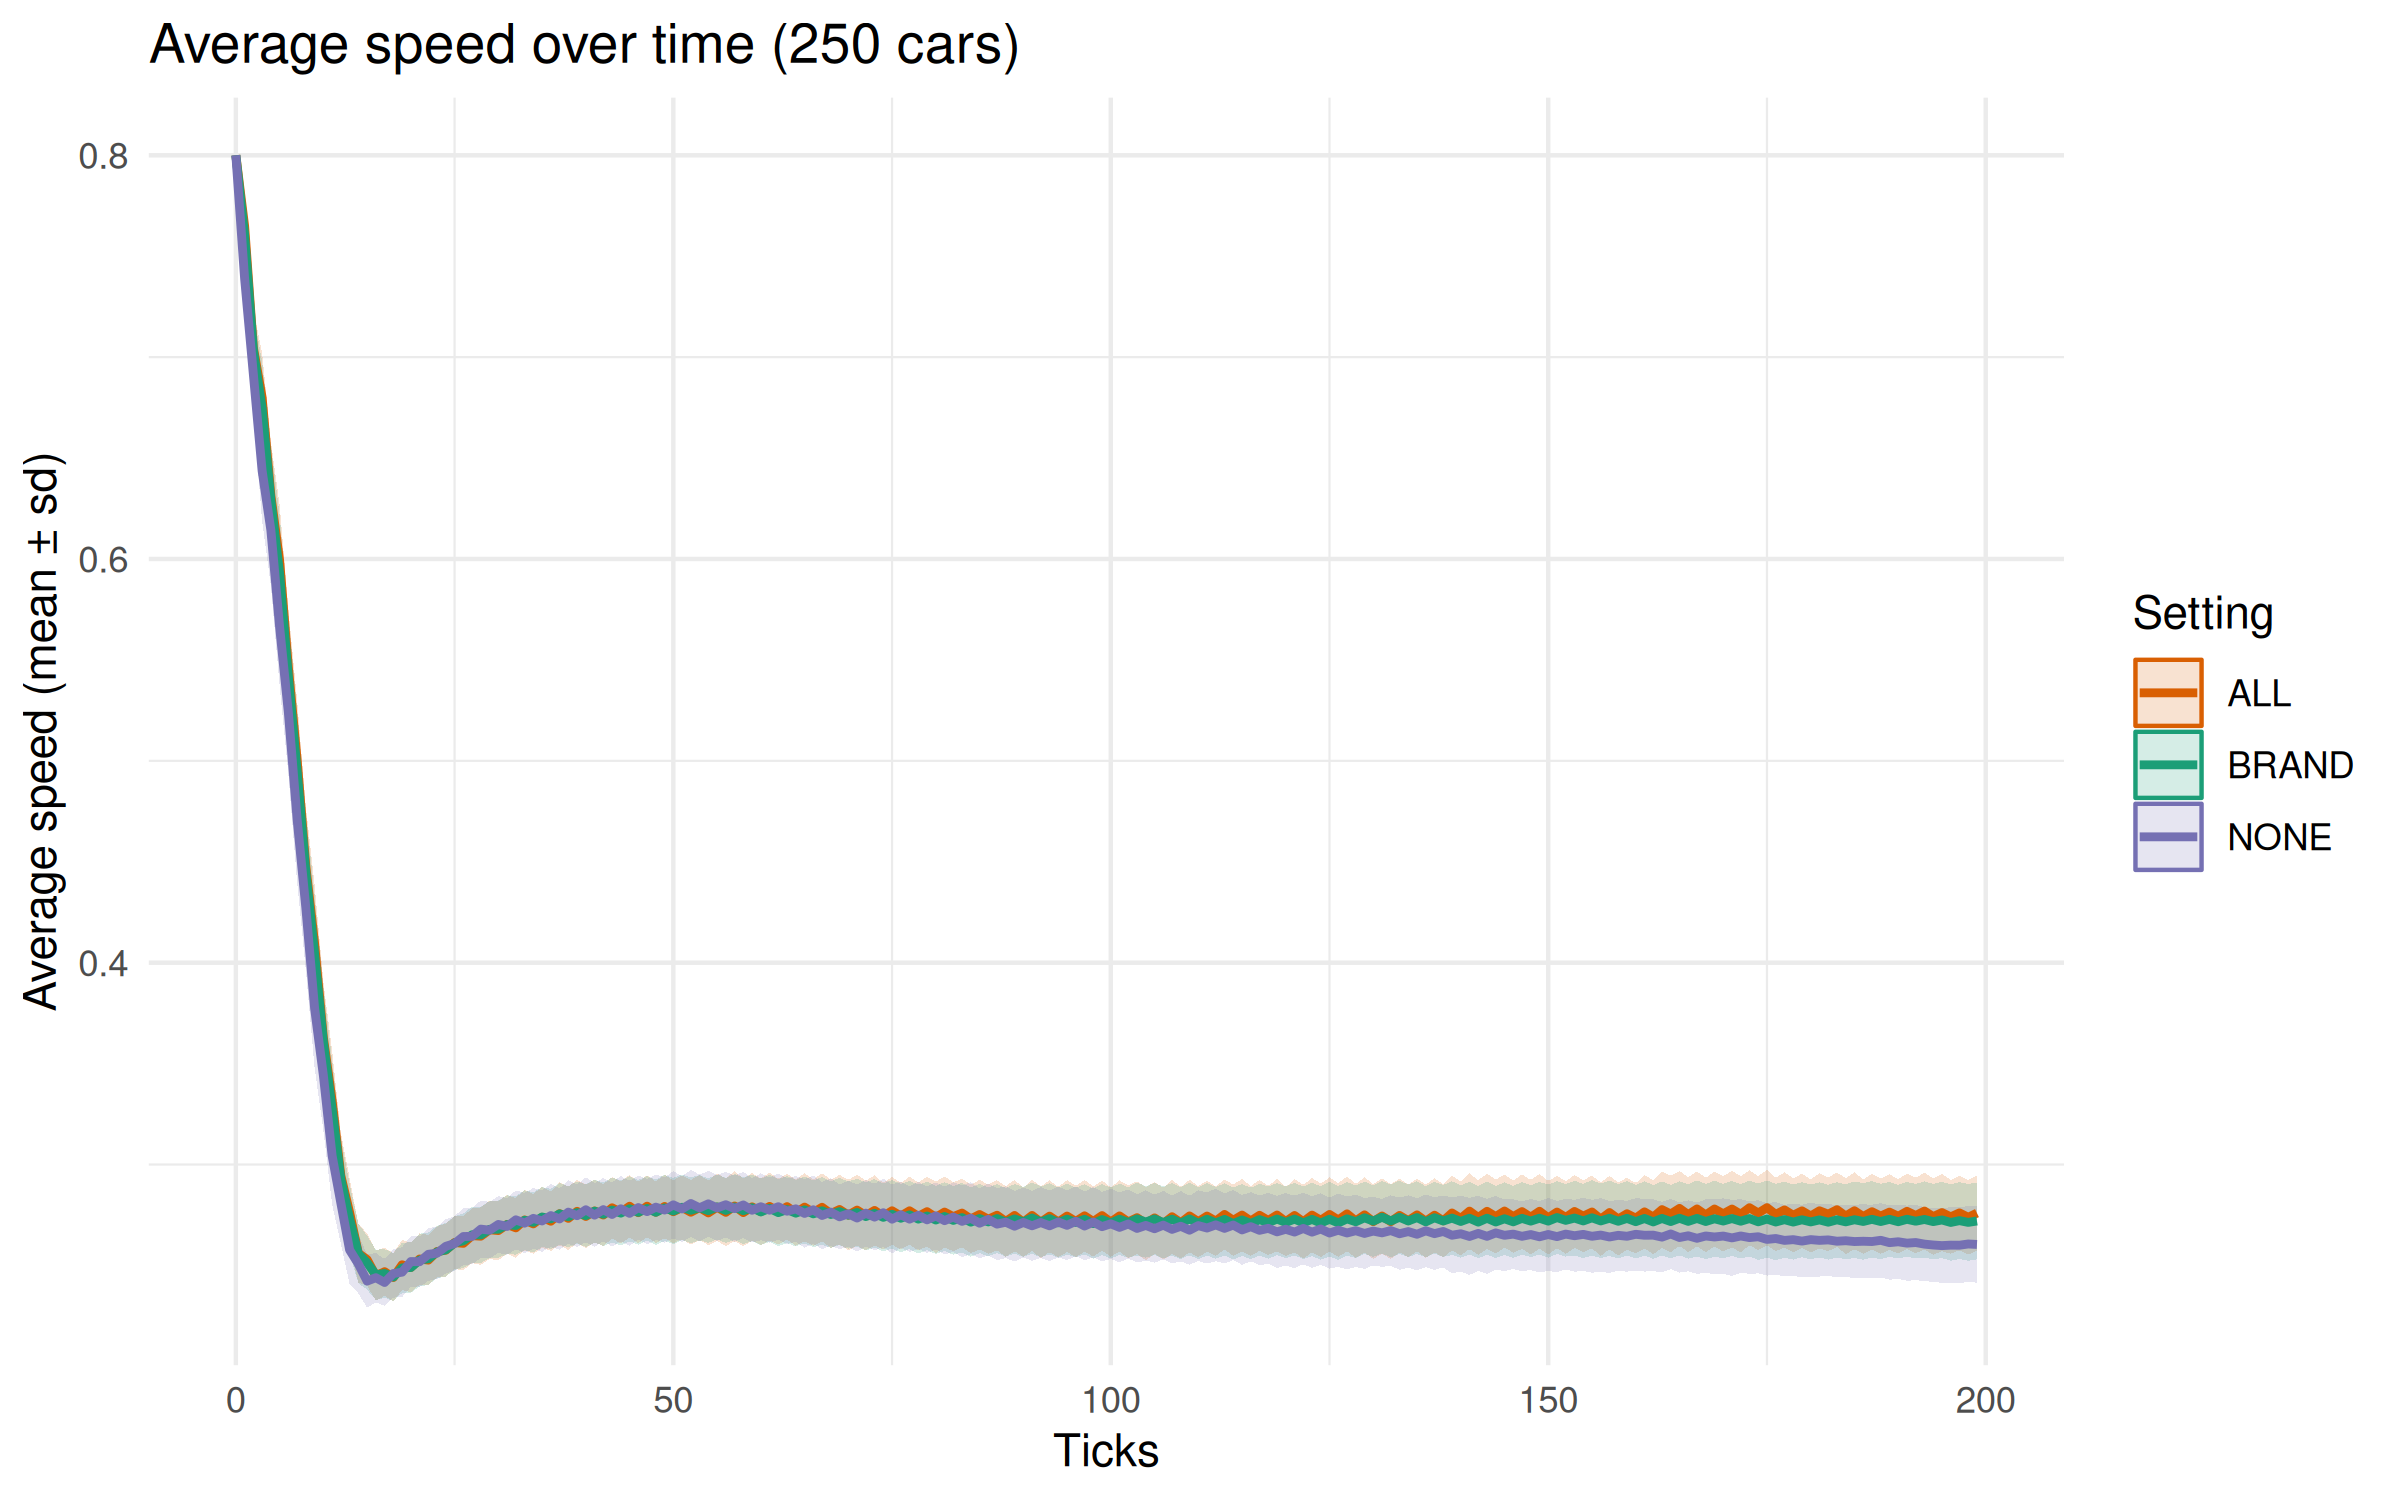 Average speed over time (250 cars)
Average speed (mean ± sd)
0.8
0.6
0.4
0
50
100
150
200
Ticks
Setting
ALL
BRAND
NONE